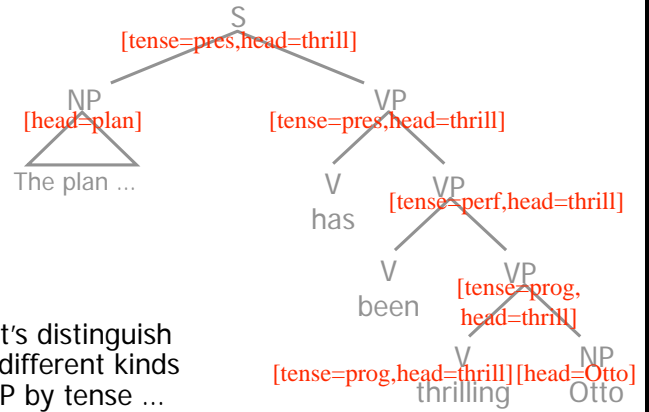 S
[tense=pres,head=thrill]
NP VP
[head=plan] [tense=pres,head=thrill]
The plan ... V VP
has [tense=perf,head=thrill]
V VP
been [tense=prog,
head=thrill]
t's distinguish
different kinds V NP
[tense=prog,head=thrill] [head=Otto]
P by tense ... thrilling Otto